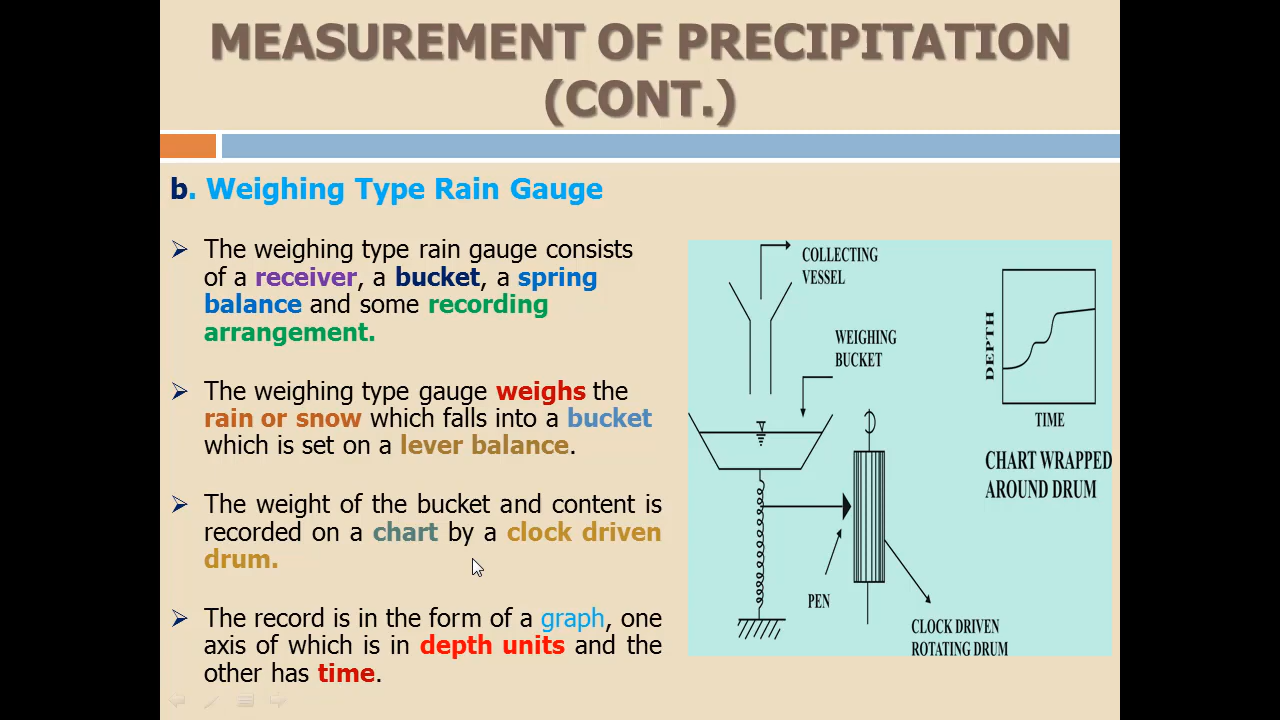 MEASUREMENT OF PRECIPITATION
(CONT.)
b. Weighing Type Rain Gauge
The weighing type rain gauge consists
of a receiver, a bucket, a spring
balance and some recording
arrangement.
The weighing type gauge weighs the
rain or snow which falls into a bucket
which is set on a lever balance.
The weight of the bucket and content is
recorded on a chart by a clock driven
drum.
The record is in the form of a graph, one
axis of which is in depth units and the
other has time.
COLLECTING
VESSEL
WEIGHING
BUCKET
PEN
CLOCK DRIVEN
ROTATING DRUM
DEPTH
TIME
CHART WRAPPED
AROUND DRUM